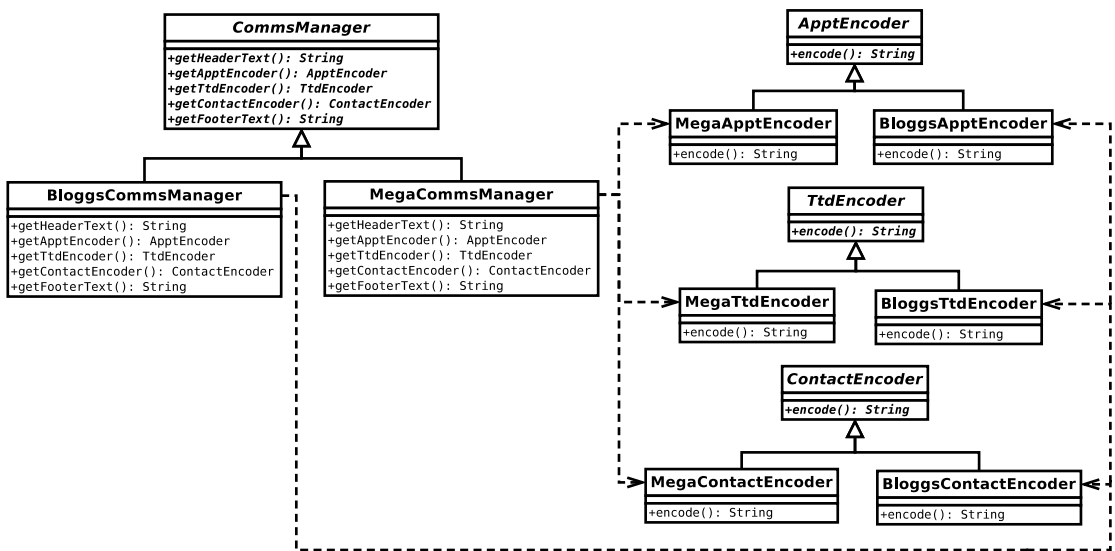 CommsManager
+getHeaderText(): String
+getApptEncoder(): ApptEncoder
+getTtdEncoder(): TtdEncoder
+getContactEncoder(): ContactEncoder
+getFooterText(): String
BloggsCommsManager
+getHeaderText(): String
+getApptEncoder(): ApptEncoder
+getTtdEncoder(): TtdEncoder
+getContactEncoder(): ContactEncoder
+getFooterText(): String
MegaCommsManager
+getHeaderText(): String
+getApptEncoder(): ApptEncoder
+getTtdEncoder(): TtdEncoder
+getContactEncoder(): ContactEncoder
+getFooterText(): String
ApptEncoder
+encode(): String
MegaApptEncoder
+encode(): String
BloggsApptEncoder
+encode(): String
TtdEncoder
+encode(): String
MegaTtdEncoder
+encode(): String
BloggsTtdEncoder
+encode(): String
ContactEncoder
+encode(): String
MegaContactEncoder
+encode(): String
BloggsContactEncoder
+encode(): String